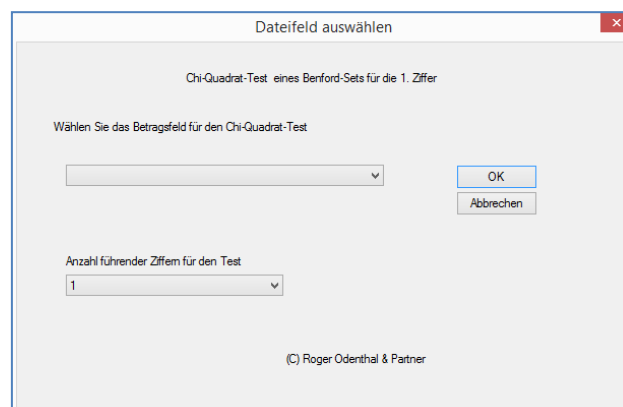 Dateifeld auswählen
Chi-Quadrat-Test eines Benford-Sets für die 1. Ziffer
Wählen Sie das Betragsfeld für den Chi-Quadrat-Test
OK
Abbrechen
Anzahl führender Ziffern für den Test
1
(C) Roger Odenthal & Partner